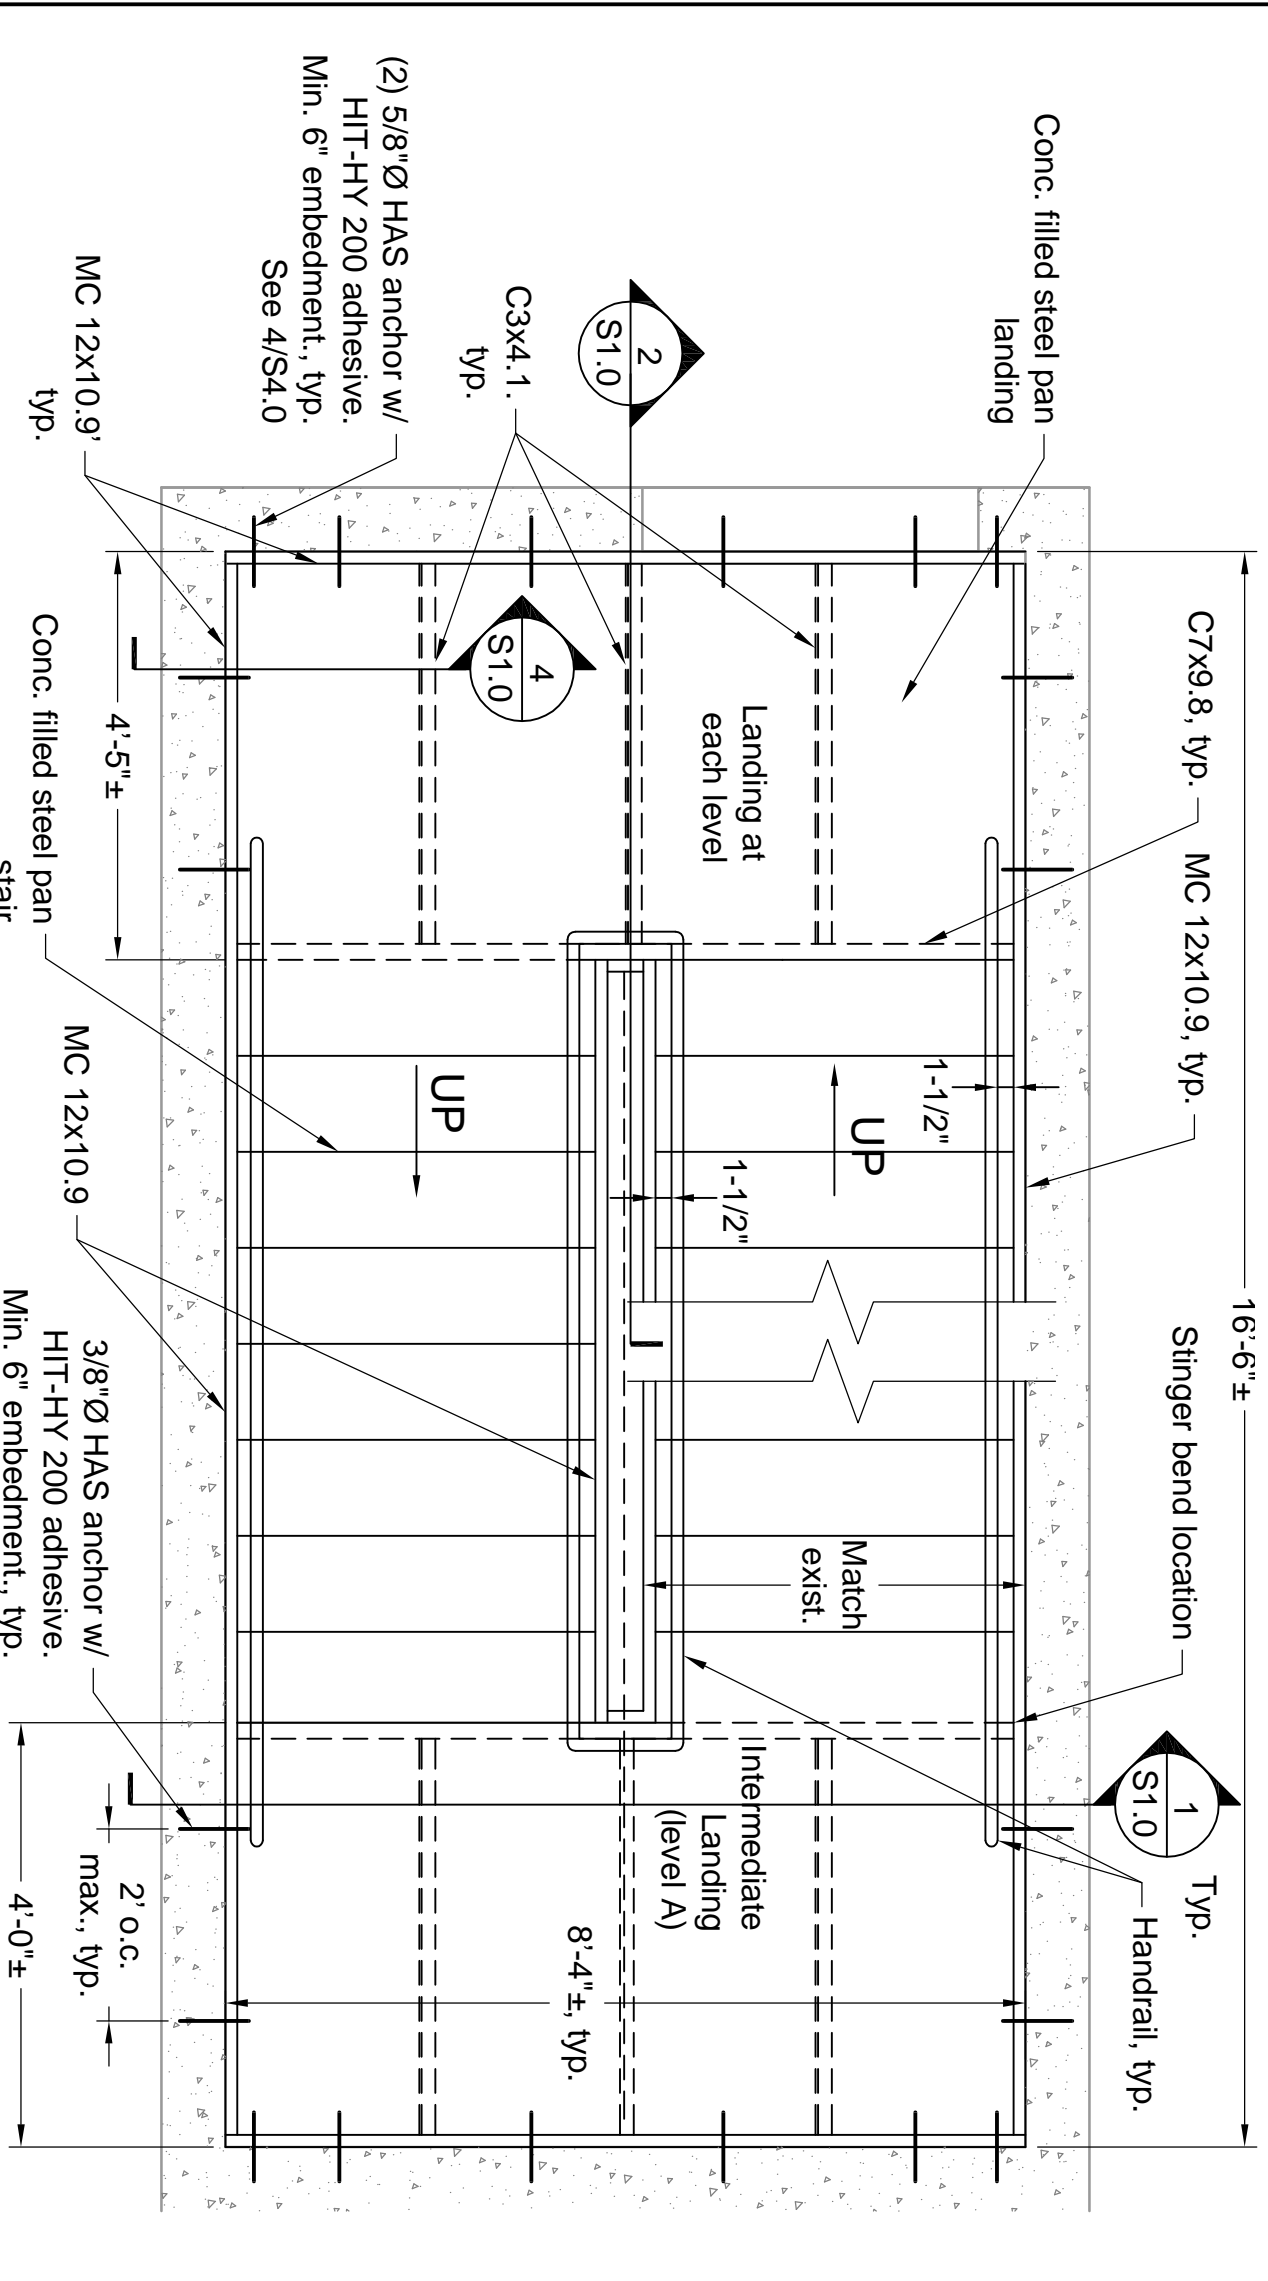 16'-6"±
C7x9.8, typ.
MC 12x10.9, typ.
Stinger bend location
1
S1.0
Typ.
Handrail, typ.
Conc. filled steel pan
landing
1-1/2"
UP
Match
exist.
Landing at
each level
1-1/2"
Intermediate
Landing
(level A)
8'-4"±, typ.
2
S1.0
C3x4.1.
typ.
4
S1.0
UP
(2) 5/8"Ø HAS anchor w/
HIT-HY 200 adhesive.
Min. 6" embedment., typ.
See 4/S4.0
MC 12x10.9'
typ.
4'-5"±
Conc. filled steel pan
stair
MC 12x10.9
3/8"Ø HAS anchor w/
HIT-HY 200 adhesive.
Min. 6" embedment., typ.
2' o.c.
max., typ.
4'-0"±